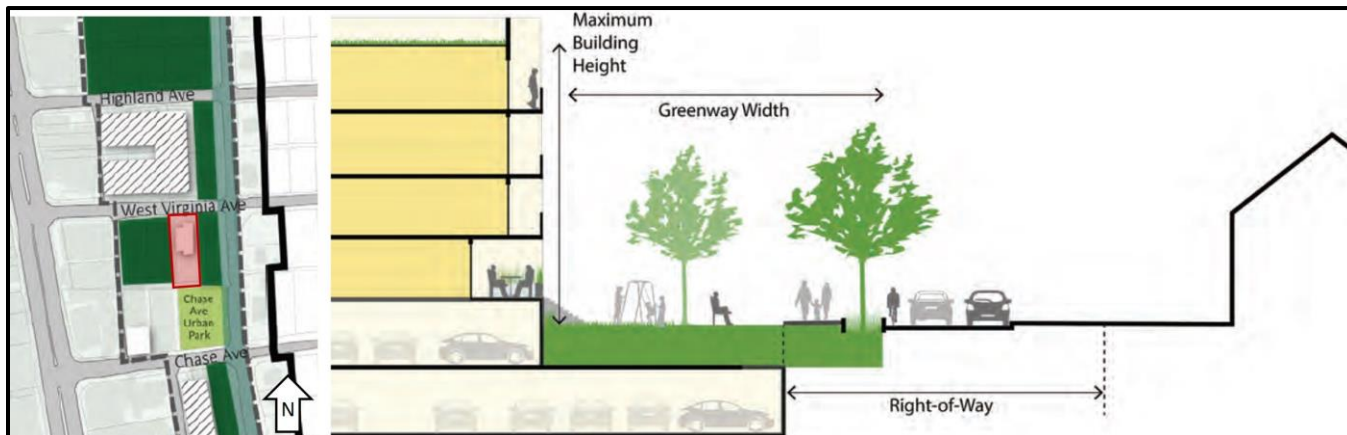 Highland Ave
West Virginia Ave
Chase
Ave
Urban
Park
Chase Ave
N
Maximum
Building
Height
Greenway Width
Right-of-Way